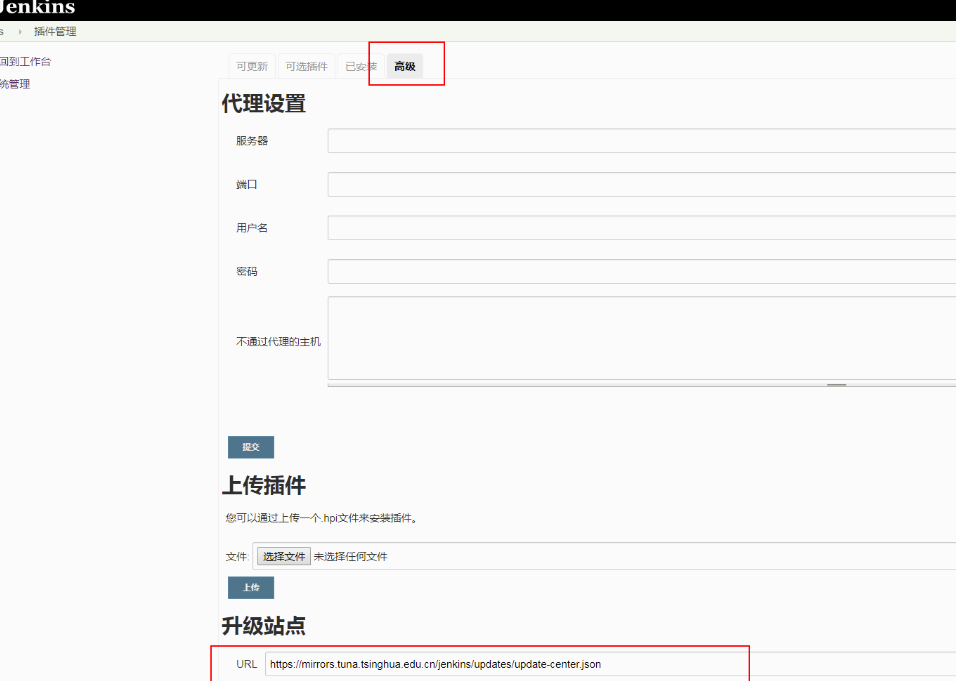 Jenkins
s › 插件管理
回到工作台
统管理
可更新 可选插件 已安装 高级
代理设置
服务器
端口
用户名
密码
不通过代理的主机
提交
上传插件
您可以通过上传一个.hpi文件来安装插件。
文件: 选择文件 未选择任何文件
上传
升级站点
URL https://mirrors.tuna.tsinghua.edu.cn/jenkins/updates/update-center.json